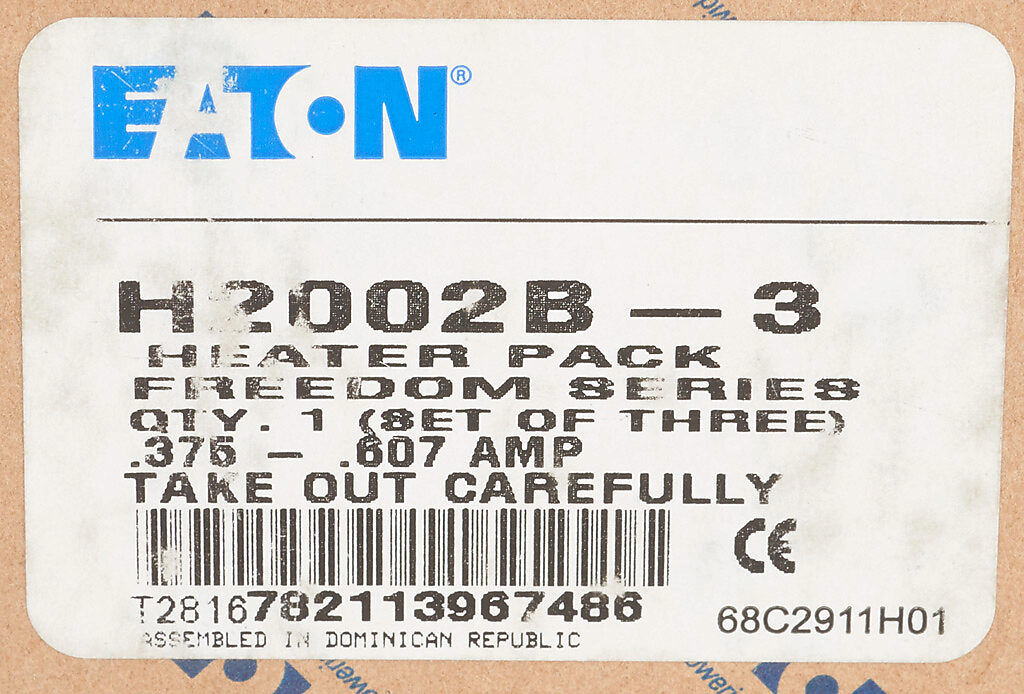 EATON®
H2002B - 3
HEATER PACK
FREEDOM SERIES
QTY. 1 (SET OF THREE)
.375 - .607 AMP
TAKE OUT CAREFULLY
CE
T2816782113967486
68C2911H01
ASSEMBLED IN DOMINICAN REPUBLIC